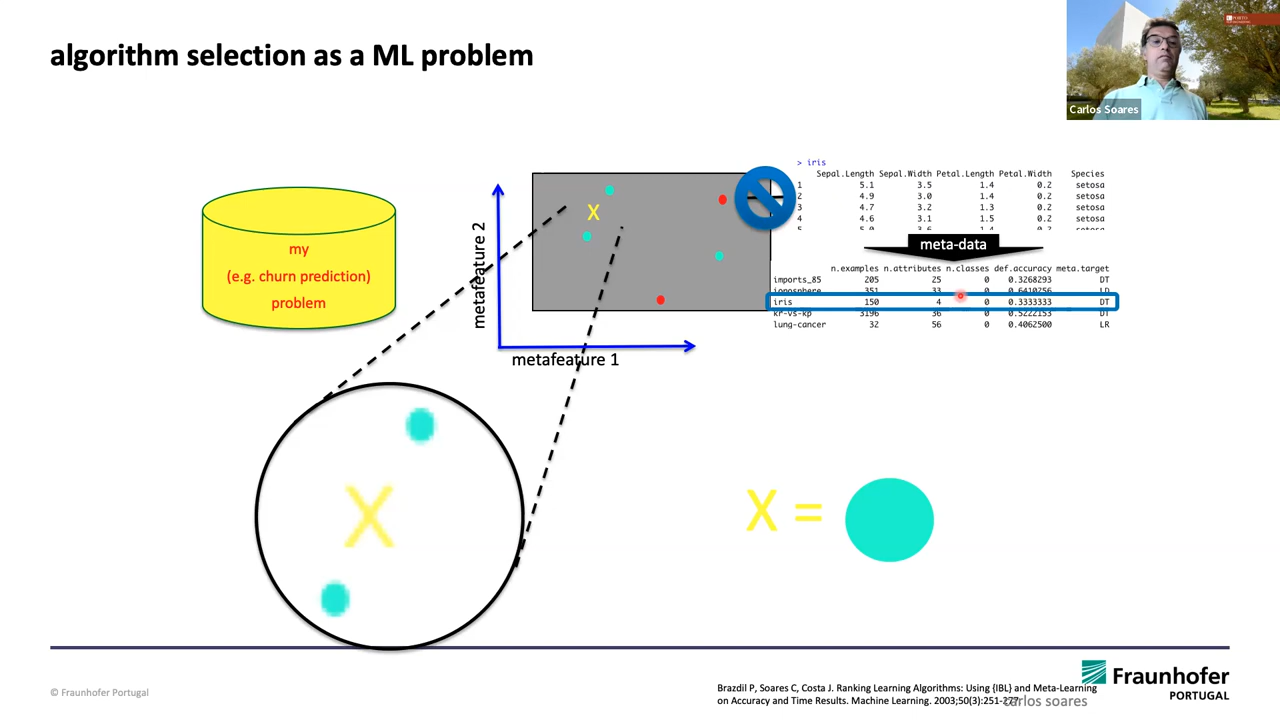 algorithm selection as a ML problem
Carlos Soares
my
(e.g. churn prediction)
problem
metafeature 2
X
metafeature 1
> iris
Sepal.Length Sepal.Width Petal.Length Petal.Width Species
1 5.1 3.5 1.4 0.2 setosa
2 4.9 3.0 1.4 0.2 setosa
3 4.7 3.2 1.3 0.2 setosa
4 4.6 3.1 1.5 0.2 setosa
meta-data
n.examples n.attributes n.classes def.accuracy meta.target
imports_85 205 25 0 0.3268293 DT
ionosphere 351 33 0.6410256 LD
iris 150 4 0 0.3333333 DT
kr-vs-kp 3196 36 0 0.5222153 DT
lung-cancer 32 56 0 0.4062500 LR
X
X =
© Fraunhofer Portugal
Brazdil P, Soares C, Costa J. Ranking Learning Algorithms: Using {IBL} and Meta-Learning
on Accuracy and Time Results. Machine Learning. 2003;50(3):251-277.
carlos soares
Fraunhofer
PORTUGAL